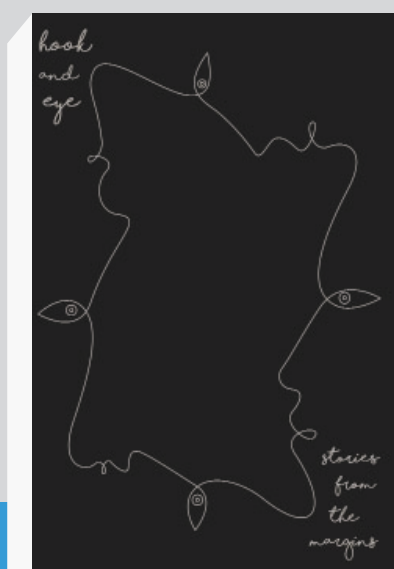 hook
and
eye
stories
from
the
margins